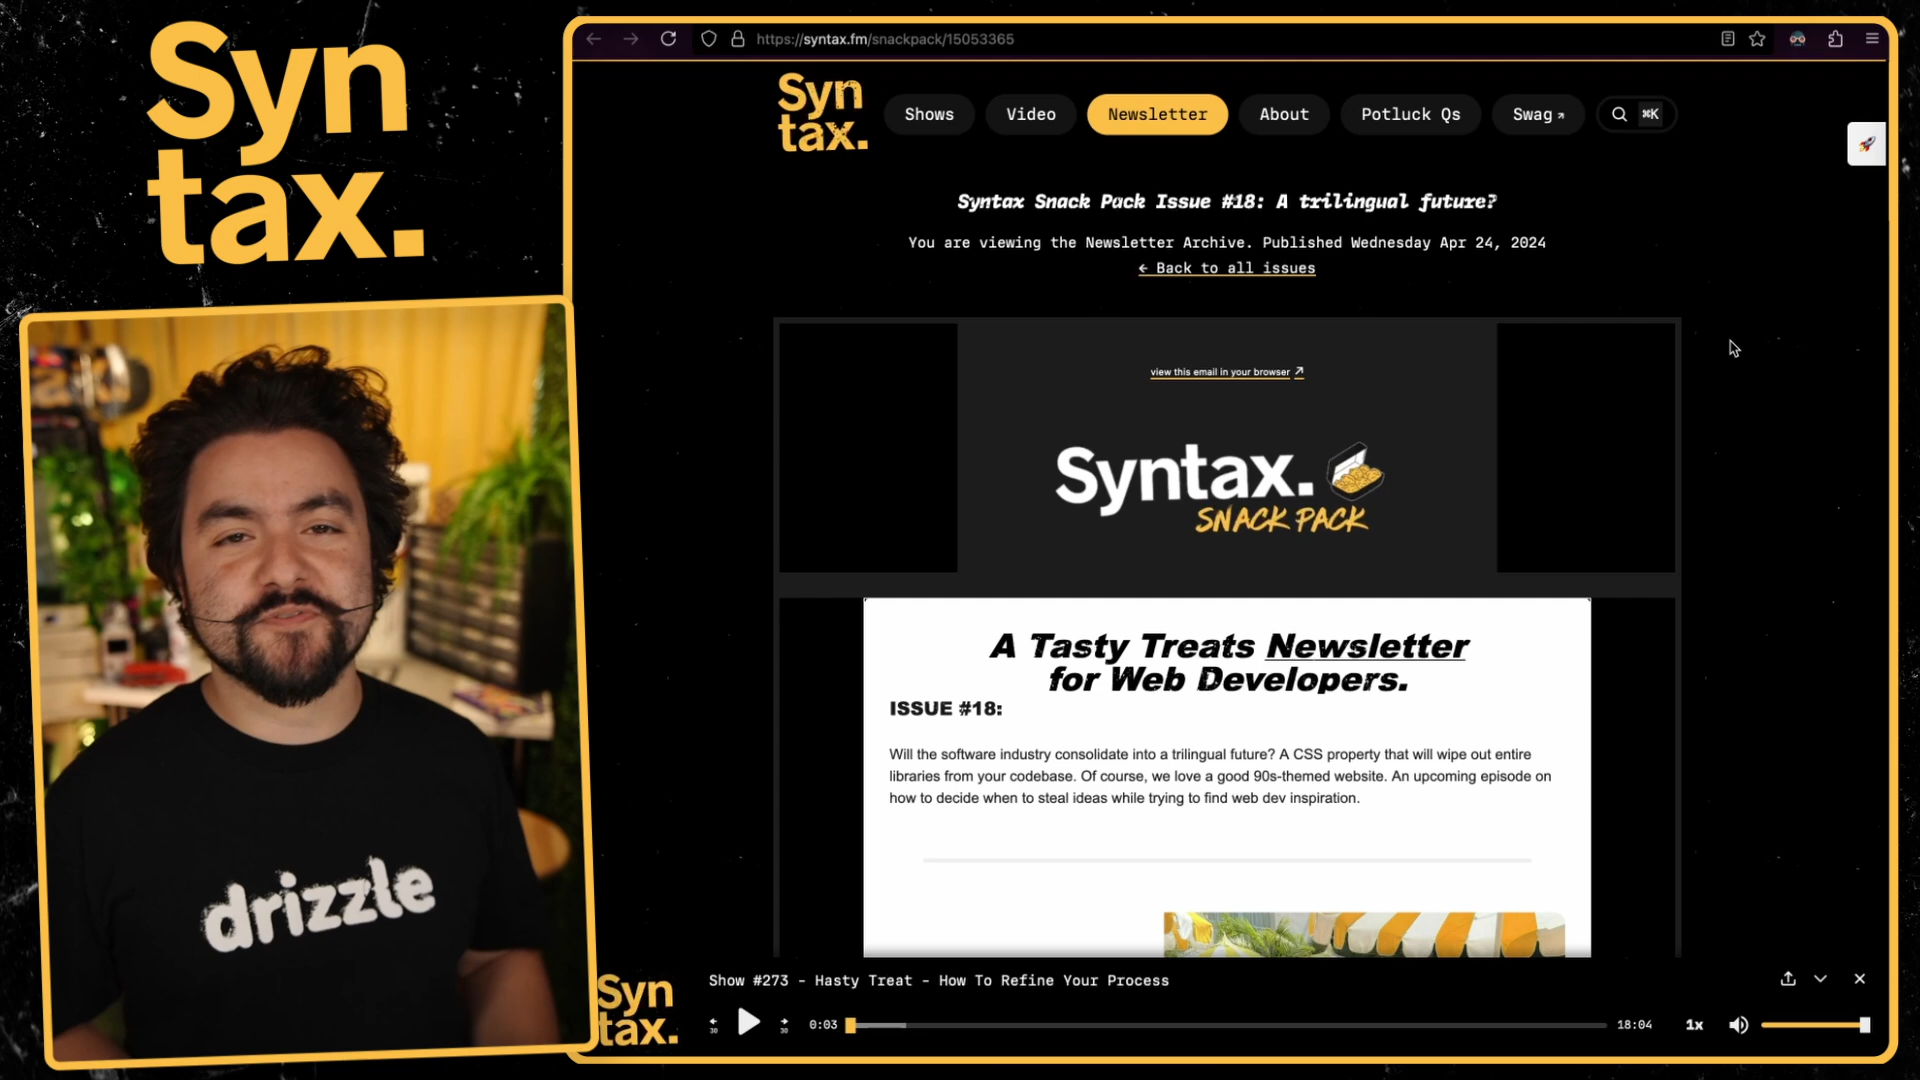 Syn
tax.
drizzle
https://syntax.fm/snackpack/15053365
Syn
tax.
Shows
Video
Newsletter
About
Potluck Qs
Swag ↗
⌘K
Syntax Snack Pack Issue #18: A trilingual future?
You are viewing the Newsletter Archive. Published Wednesday Apr 24, 2024
← Back to all issues
view this email in your browser ↗
Syntax.
SNACK PACK
A Tasty Treats Newsletter
for Web Developers.
ISSUE #18:
Will the software industry consolidate into a trilingual future? A CSS property that will wipe out entire
libraries from your codebase. Of course, we love a good 90s-themed website. An upcoming episode on
how to decide when to steal ideas while trying to find web dev inspiration.
Syn
tax.
Show #273 - Hasty Treat - How To Refine Your Process
30
30
0:03
18:04
1x